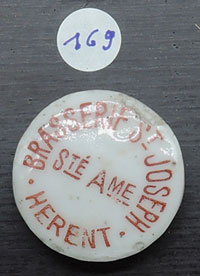 169
BRASSERIE ST JOSEPH
STÉ AME
· HERENT ·